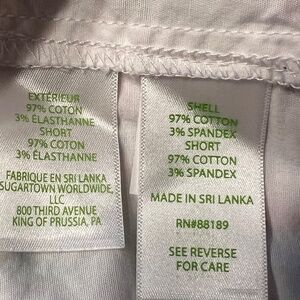 EXTÉRIEUR
97% COTON
3% ÉLASTHANNE
SHORT
97% COTON
3% ÉLASTHANNE
FABRIQUÉ EN SRI LANKA
SUGARTOWN WORLDWIDE,
LLC
800 THIRD AVENUE
KING OF PRUSSIA, PA
SHELL
97% COTTON
3% SPANDEX
SHORT
97% COTTON
3% SPANDEX
MADE IN SRI LANKA
RN#88189
SEE REVERSE
FOR CARE